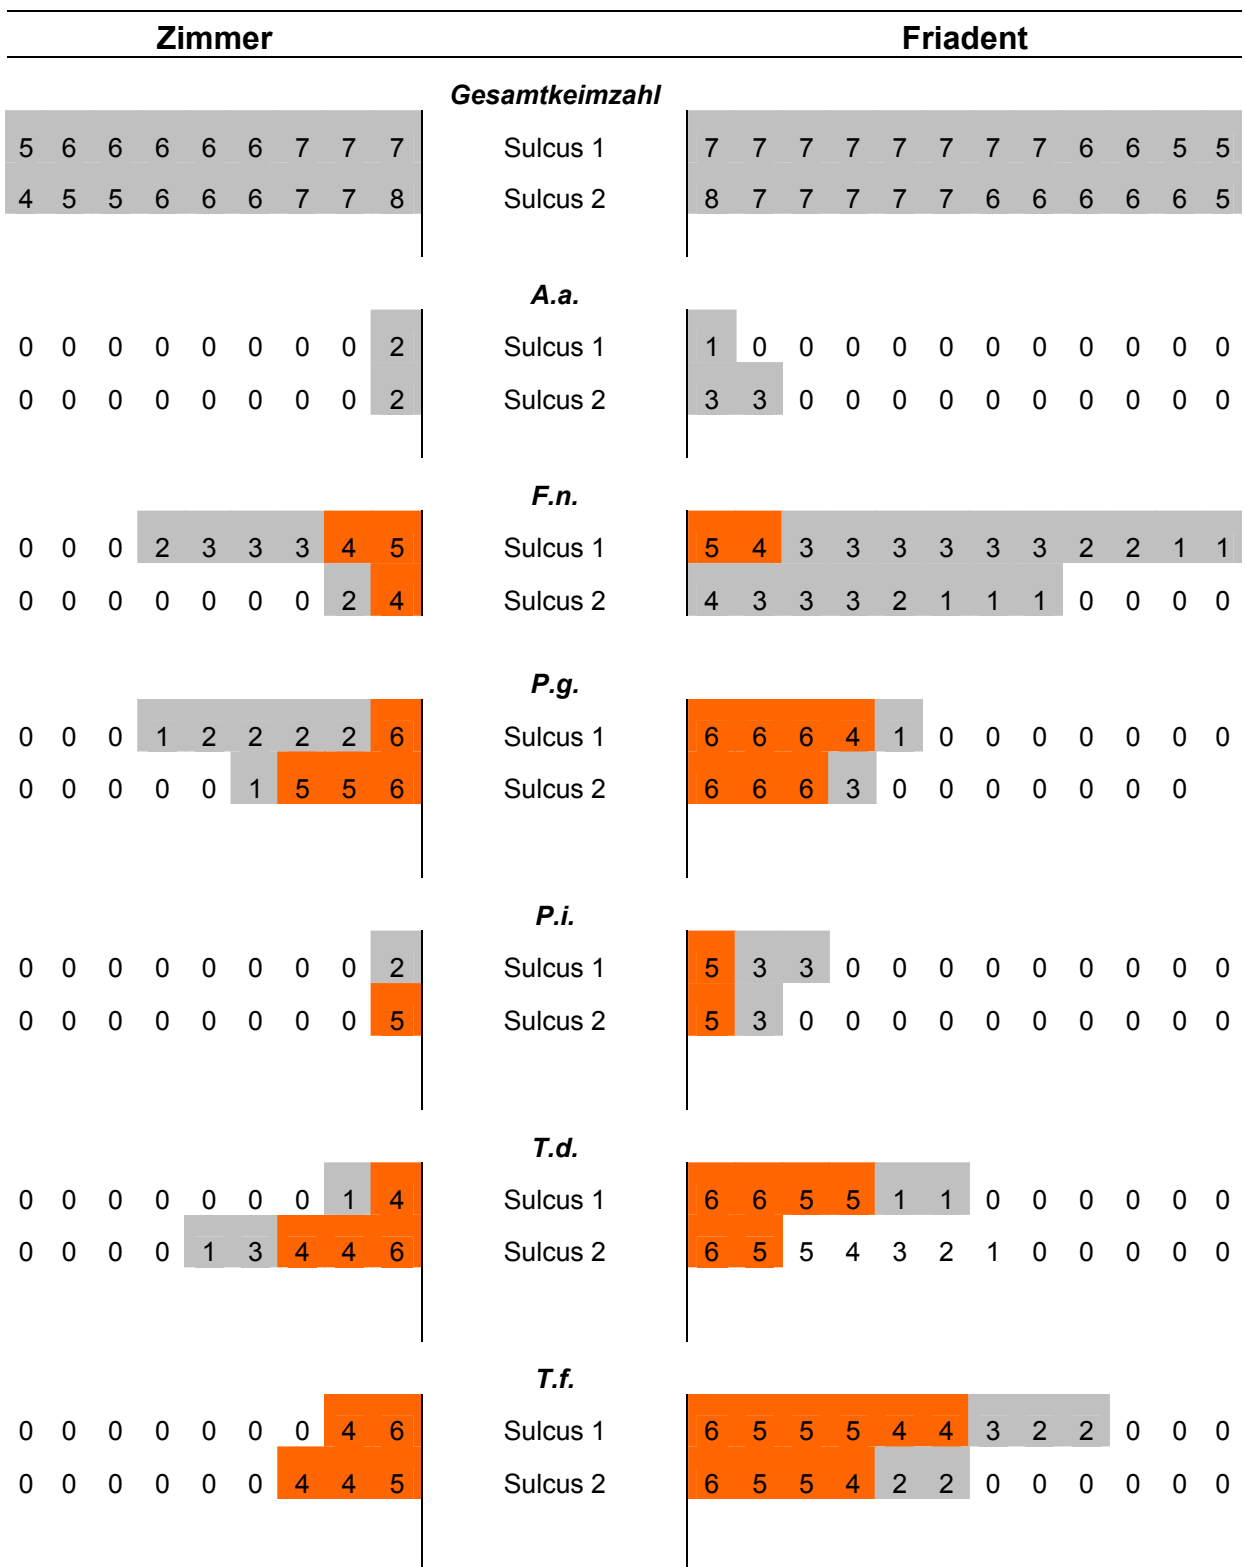 Zimmer Friadent
Gesamtkeimzahl
5 6 6 6 6 6 7 7 7 Sulcus 1 7 7 7 7 7 7 7 7 6 6 5 5
4 5 5 6 6 6 7 7 8 Sulcus 2 8 7 7 7 7 7 6 6 6 6 6 5
A.a.
0 0 0 0 0 0 0 0 2 Sulcus 1 1 0 0 0 0 0 0 0 0 0 0 0
0 0 0 0 0 0 0 0 2 Sulcus 2 3 3 0 0 0 0 0 0 0 0 0 0
F.n.
0 0 0 2 3 3 3 4 5 Sulcus 1 5 4 3 3 3 3 3 3 2 2 1 1
0 0 0 0 0 0 0 2 4 Sulcus 2 4 3 3 3 2 1 1 1 0 0 0 0
P.g.
0 0 0 1 2 2 2 2 6 Sulcus 1 6 6 6 4 1 0 0 0 0 0 0 0
0 0 0 0 0 1 5 5 6 Sulcus 2 6 6 6 3 0 0 0 0 0 0 0
P.i.
0 0 0 0 0 0 0 0 2 Sulcus 1 5 3 3 0 0 0 0 0 0 0 0 0
0 0 0 0 0 0 0 0 5 Sulcus 2 5 3 0 0 0 0 0 0 0 0 0 0
T.d.
0 0 0 0 0 0 0 1 4 Sulcus 1 6 6 5 5 1 1 0 0 0 0 0 0
0 0 0 0 1 3 4 4 6 Sulcus 2 6 5 5 4 3 2 1 0 0 0 0 0
T.f.
0 0 0 0 0 0 0 4 6 Sulcus 1 6 5 5 5 4 4 3 2 2 0 0 0
0 0 0 0 0 0 4 4 5 Sulcus 2 6 5 5 4 2 2 0 0 0 0 0 0